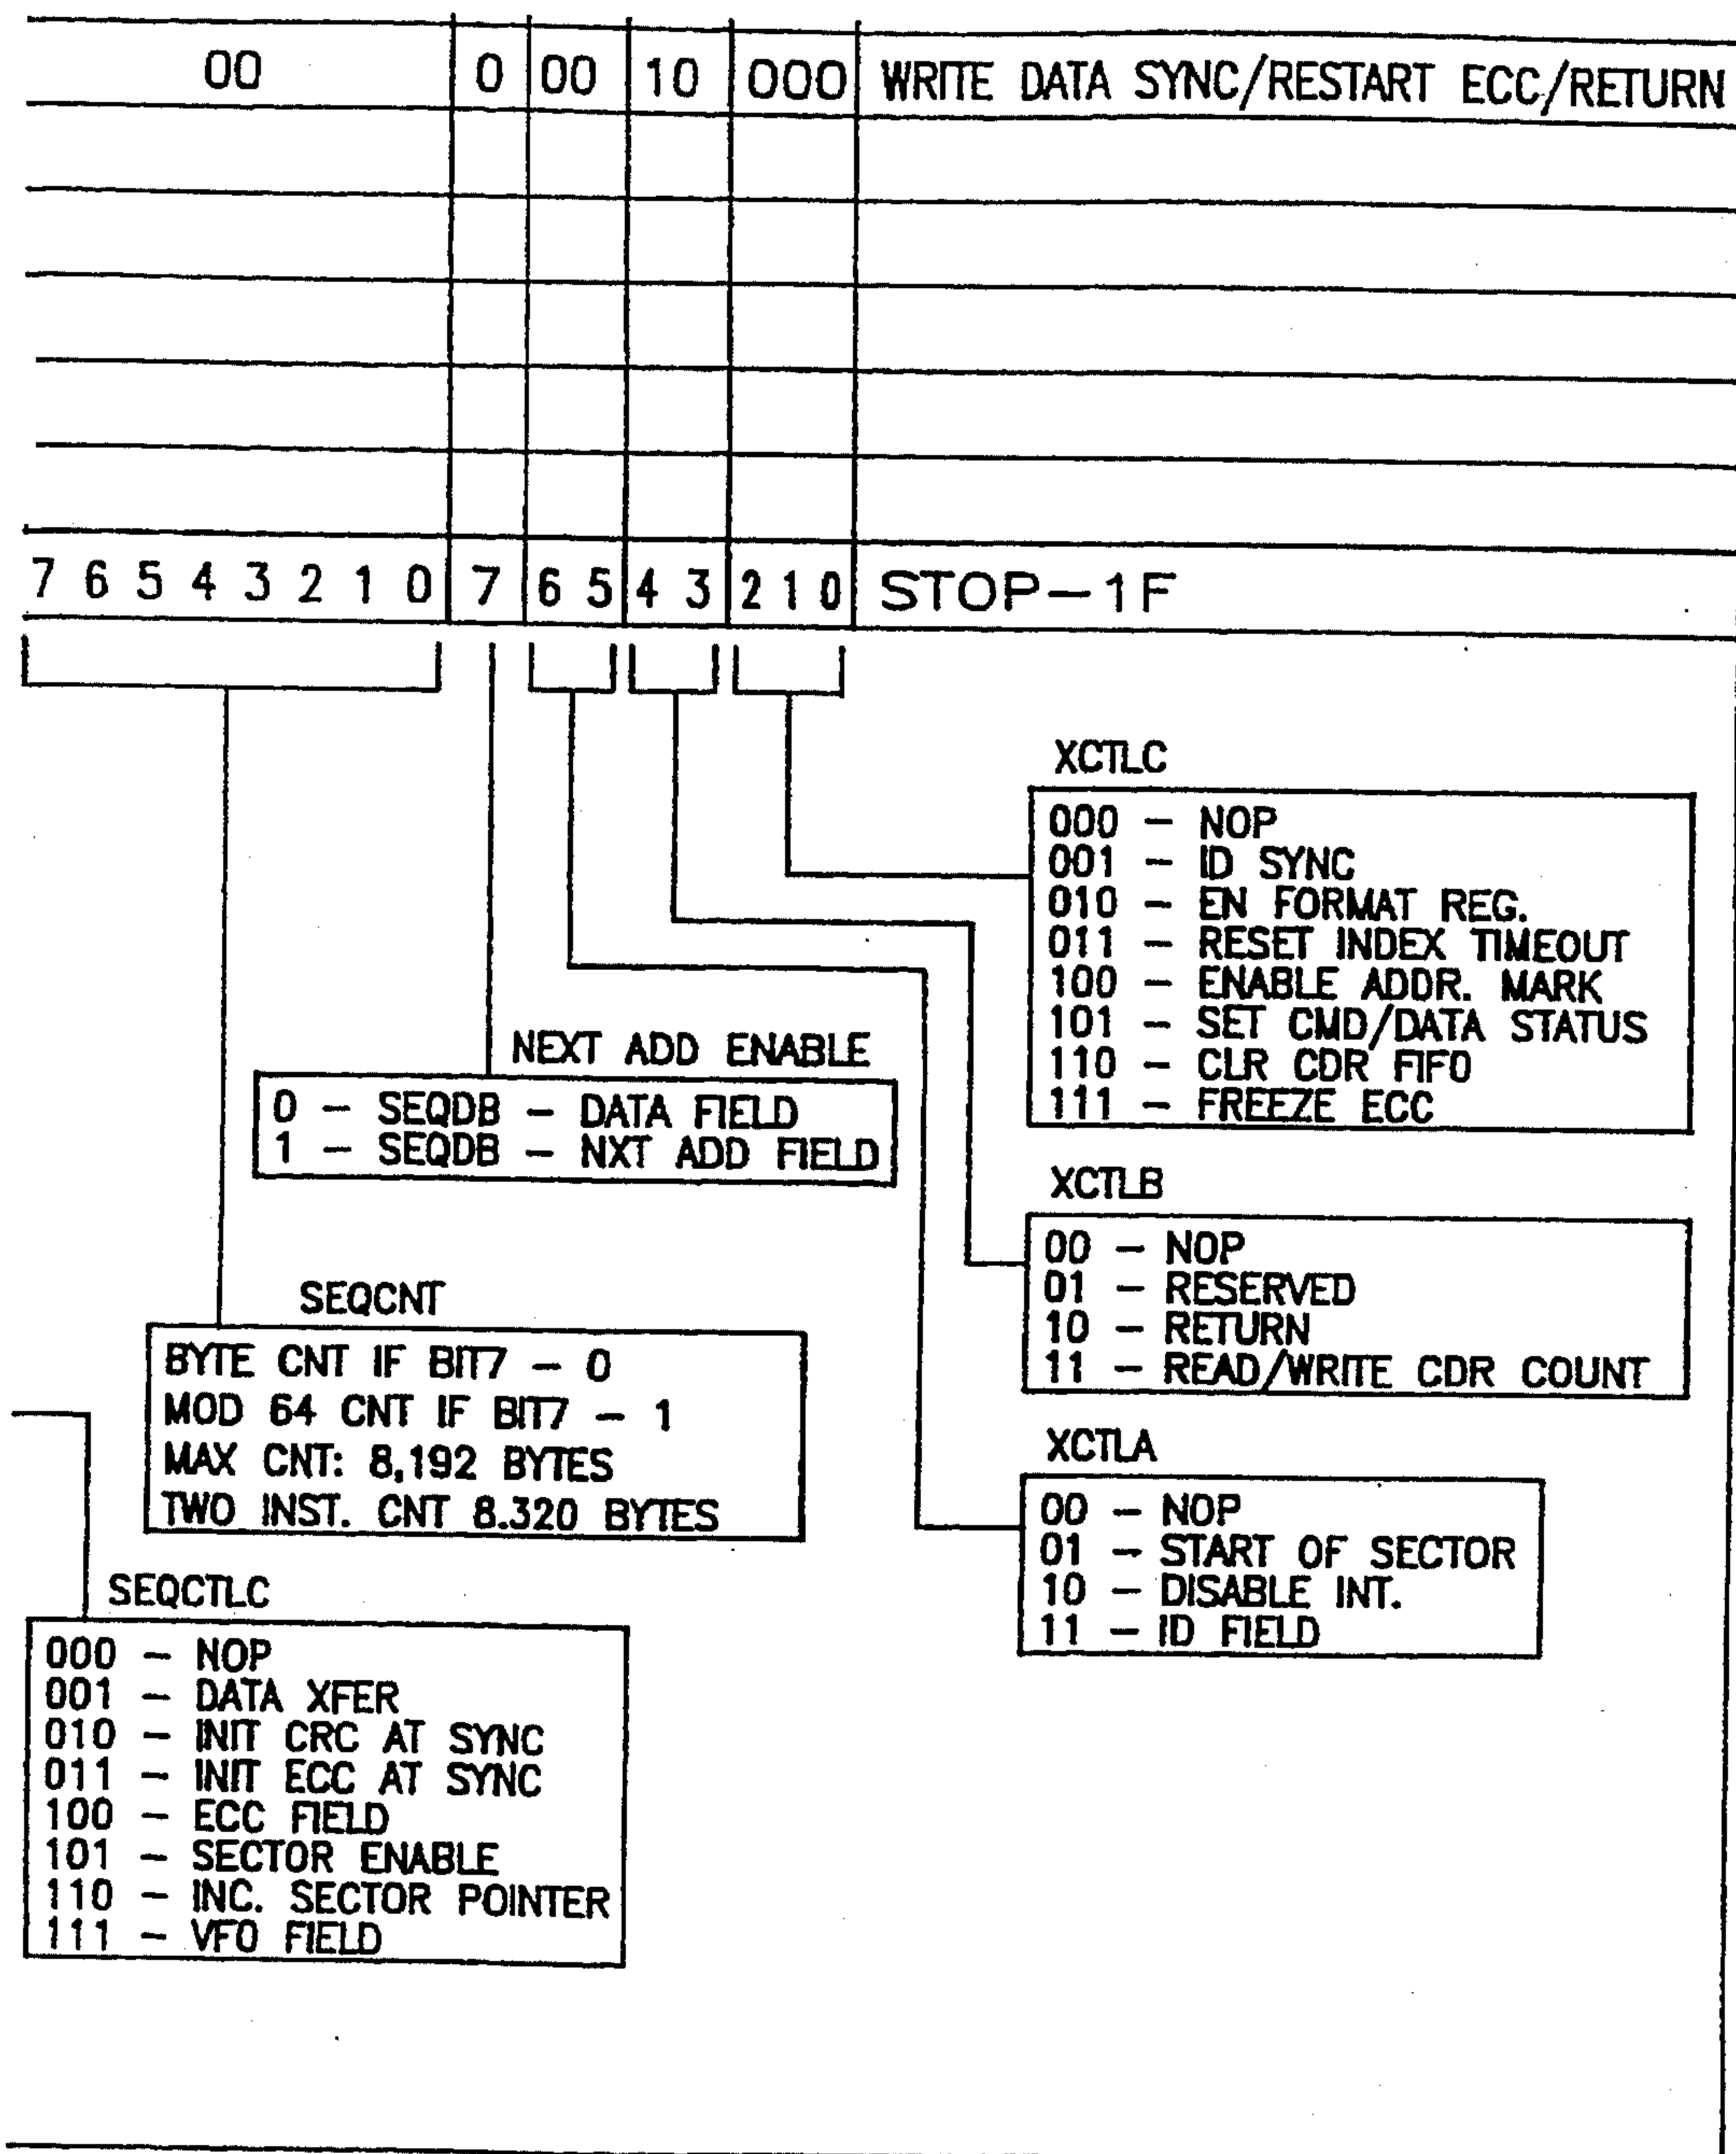 00 0 00 10 000 WRITE DATA SYNC/RESTART ECC/RETURN
7 6 5 4 3 2 1 0 7 6 5 4 3 2 1 0 STOP-1F
XCTLC
000 - NOP
001 - ID SYNC
010 - EN FORMAT REG.
011 - RESET INDEX TIMEOUT
100 - ENABLE ADDR. MARK
101 - SET CMD/DATA STATUS
110 - CLR CDR FIFO
111 - FREEZE ECC
NEXT ADD ENABLE
0 - SEQDB - DATA FIELD
1 - SEQDB - NXT ADD FIELD
XCTLB
00 - NOP
01 - RESERVED
10 - RETURN
11 - READ/WRITE CDR COUNT
SEQCNT
BYTE CNT IF BIT7 - 0
MOD 64 CNT IF BIT7 - 1
MAX CNT: 8,192 BYTES
TWO INST. CNT 8.320 BYTES
XCTLA
00 - NOP
01 - START OF SECTOR
10 - DISABLE INT.
11 - ID FIELD
SEQCTLC
000 - NOP
001 - DATA XFER
010 - INIT CRC AT SYNC
011 - INIT ECC AT SYNC
100 - ECC FIELD
101 - SECTOR ENABLE
110 - INC. SECTOR POINTER
111 - VFO FIELD